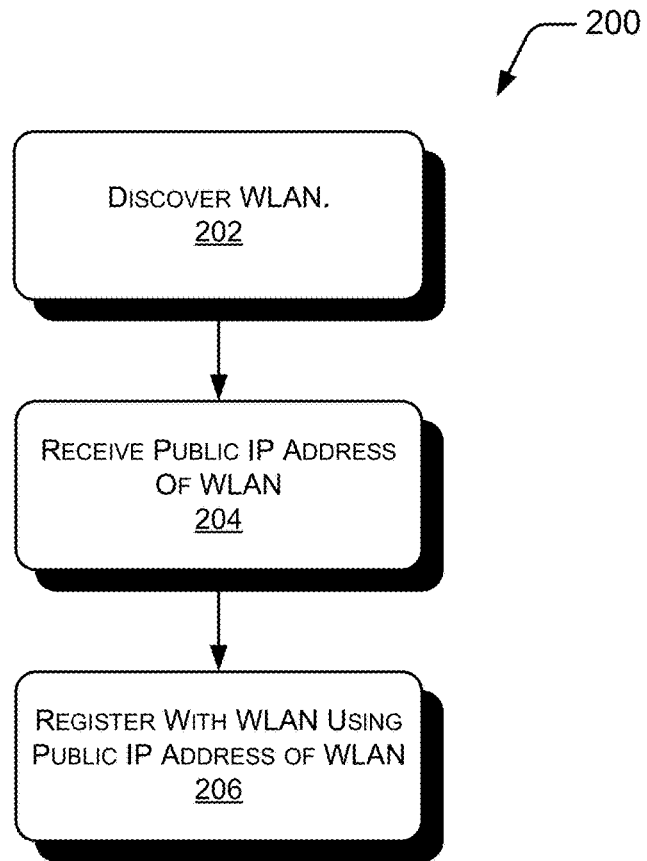 200
DISCOVER WLAN.
202
RECEIVE PUBLIC IP ADDRESS
OF WLAN
204
REGISTER WITH WLAN USING
PUBLIC IP ADDRESS OF WLAN
206